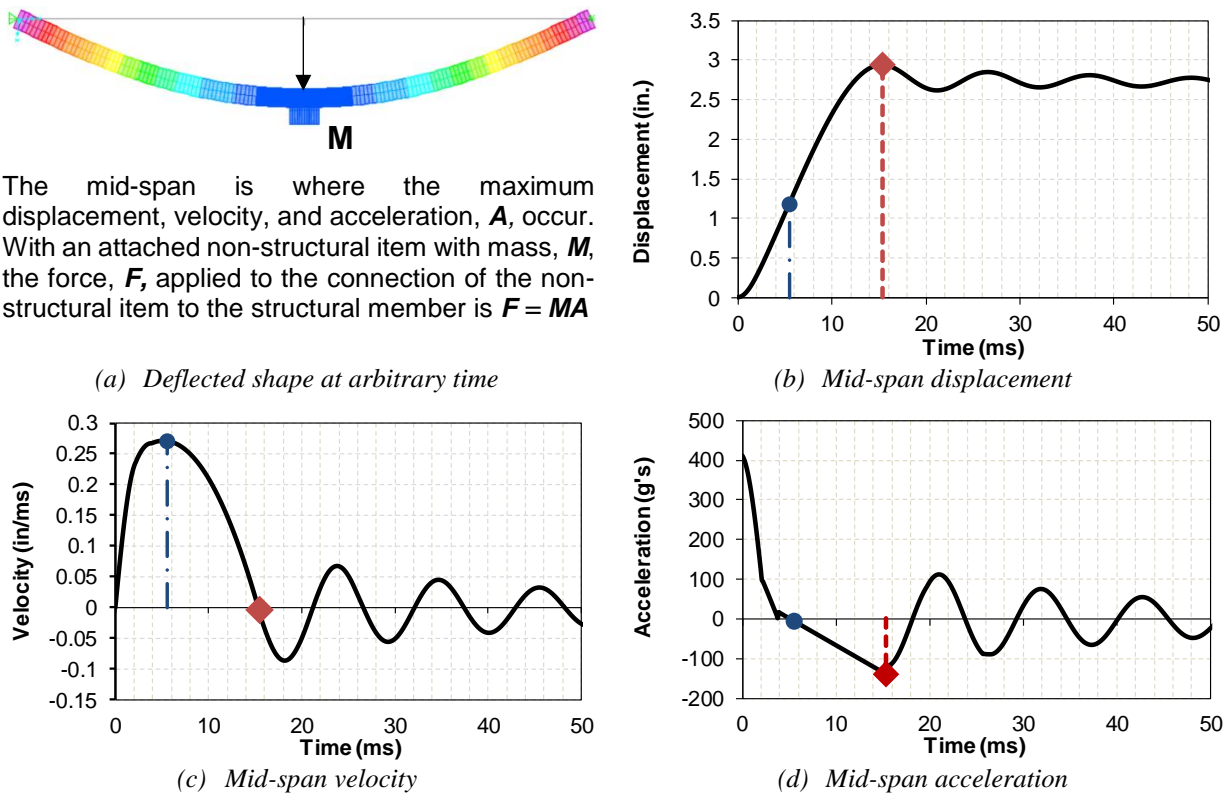 M
The mid-span is where the maximum
displacement, velocity, and acceleration, A, occur.
With an attached non-structural item with mass, M,
the force, F, applied to the connection of the non-
structural item to the structural member is F = MA
(a) Deflected shape at arbitrary time
Displacement (in.)
3.5
3
2.5
2
1.5
1
0.5
0
0 10 20 30 40 50
Time (ms)
(b) Mid-span displacement
Velocity (in/ms)
0.3
0.25
0.2
0.15
0.1
0.05
0
-0.05
-0.1
-0.15
0 10 20 30 40 50
Time (ms)
(c) Mid-span velocity
Acceleration (g's)
500
400
300
200
100
0
-100
-200
0 10 20 30 40 50
Time (ms)
(d) Mid-span acceleration